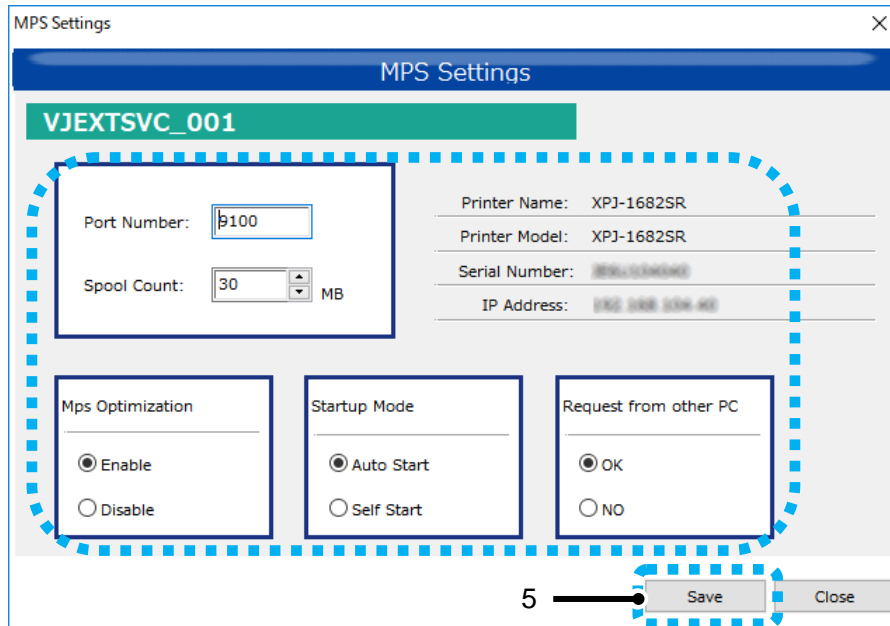 MPS Settings
MPS Settings
VJEXTSVC_001
Port Number: 9100
Spool Count: 30 MB
Printer Name: XPJ-1682SR
Printer Model: XPJ-1682SR
Serial Number:
IP Address:
Mps Optimization
Enable
Disable
Startup Mode
Auto Start
Self Start
Request from other PC
OK
NO
5
Save
Close